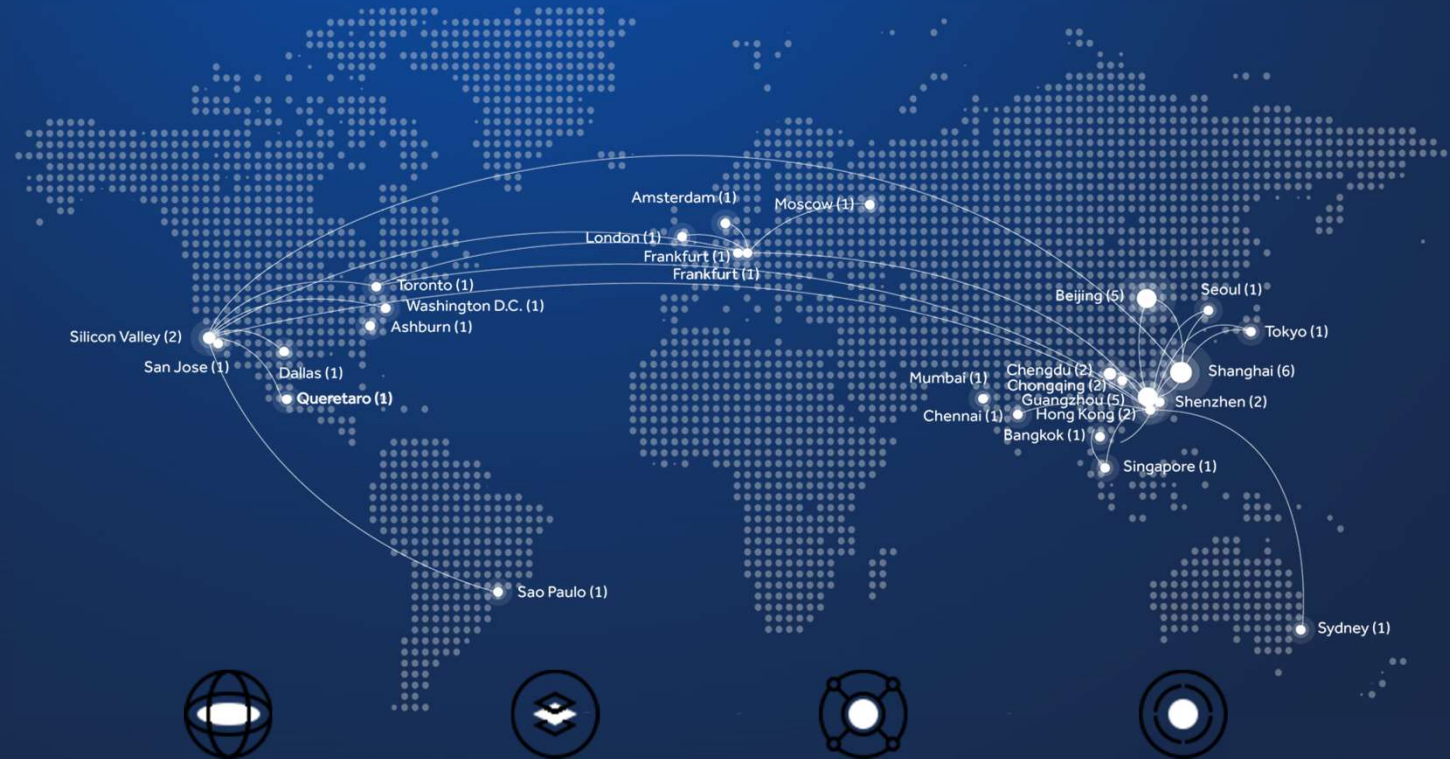 Amsterdam (1)
Moscow (1)
London (1)
Frankfurt (1)
Frankfurt (1)
Toronto (1)
Washington D.C. (1)
Ashburn (1)
Silicon Valley (2)
San Jose (1)
Dallas (1)
Queretaro (1)
Sao Paulo (1)
Beijing (5)
Seoul (1)
Tokyo (1)
Shanghai (6)
Chengdu (2)
Chongqing (2)
Mumbai (1)
Guangzhou (5)
Shenzhen (2)
Chennai (1)
Hong Kong (2)
Bangkok (1)
Singapore (1)
Sydney (1)